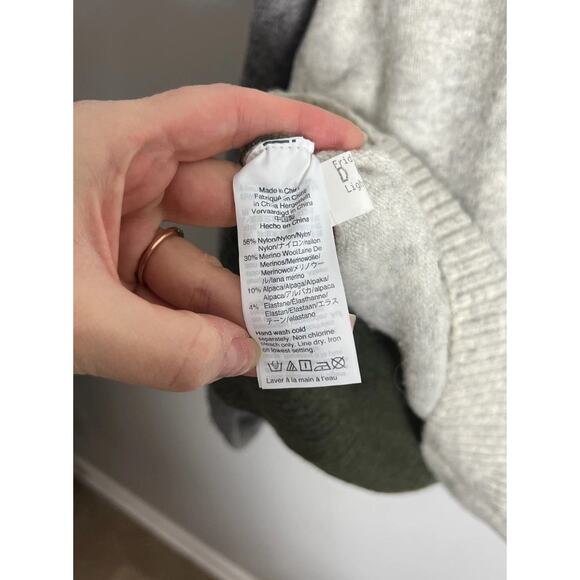 Made in China
Fabriqué en Chine
in China Hergestellt
Vervaardigd in China
中国製
Hecho en China
56% Nylon/Nylon/Nylon/
Nylon/ナイロン/nailon
30% Merino Wool/Laine De
Merinos/Merinowolle/
Merinowol/メリノウー
/lana merino
10% Alpaca/Alpaga/Alpaka/
Alpaca/アルパカ/alpaca
4% Elastane/Élasthanne/
Elastan/Elastaan/エラス
テーン/elastano
Hand wash cold
separately. Non chlorine
bleach only. Line dry. Iron
on lowest setting.
Laver à la main à l'eau
D
Ligh